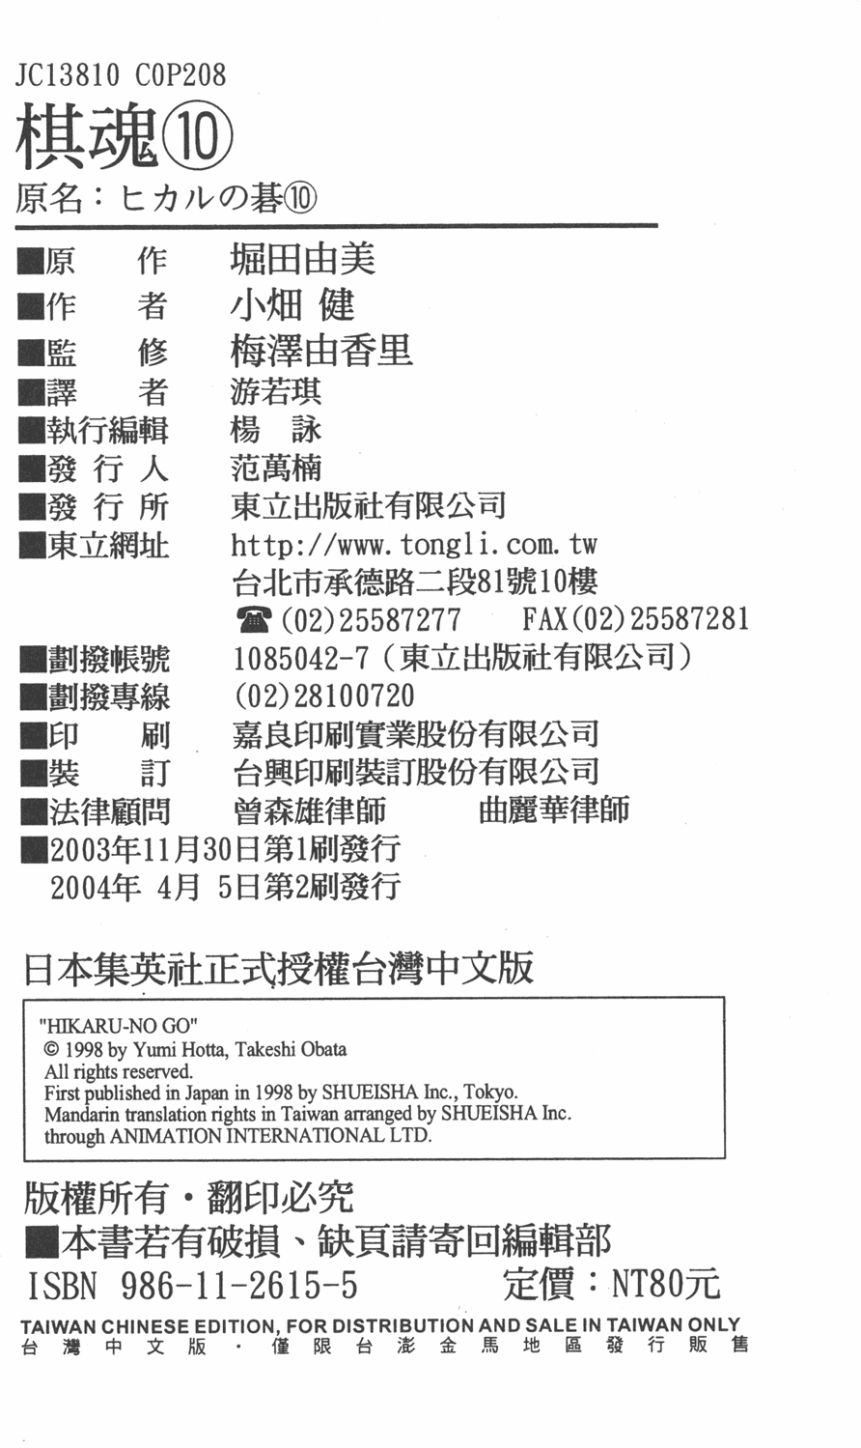 JC13810 C0P208
棋魂⑩
原名：ヒカルの碁⑩
■原　　作　　堀田由美
■作　　者　　小畑 健
■監　　修　　梅澤由香里
■譯　　者　　游若琪
■執行編輯　　楊　詠
■發 行 人　　范萬楠
■發 行 所　　東立出版社有限公司
■東立網址　　http://www.tongli.com.tw
台北市承德路二段81號10樓
☎(02)25587277　FAX(02)25587281
■劃撥帳號　　1085042-7（東立出版社有限公司）
■劃撥專線　　(02)28100720
■印　　刷　　嘉良印刷實業股份有限公司
■裝　　訂　　台興印刷裝訂股份有限公司
■法律顧問　　曾森雄律師　　曲麗華律師
■2003年11月30日第1刷發行
2004年 4月 5日第2刷發行
日本集英社正式授權台灣中文版
"HIKARU-NO GO"
© 1998 by Yumi Hotta, Takeshi Obata
All rights reserved.
First published in Japan in 1998 by SHUEISHA Inc., Tokyo.
Mandarin translation rights in Taiwan arranged by SHUEISHA Inc.
through ANIMATION INTERNATIONAL LTD.
版權所有・翻印必究
■本書若有破損、缺頁請寄回編輯部
ISBN 986-11-2615-5　　定價：NT80元
TAIWAN CHINESE EDITION, FOR DISTRIBUTION AND SALE IN TAIWAN ONLY
台灣中文版・僅限台澎金馬地區發行販售